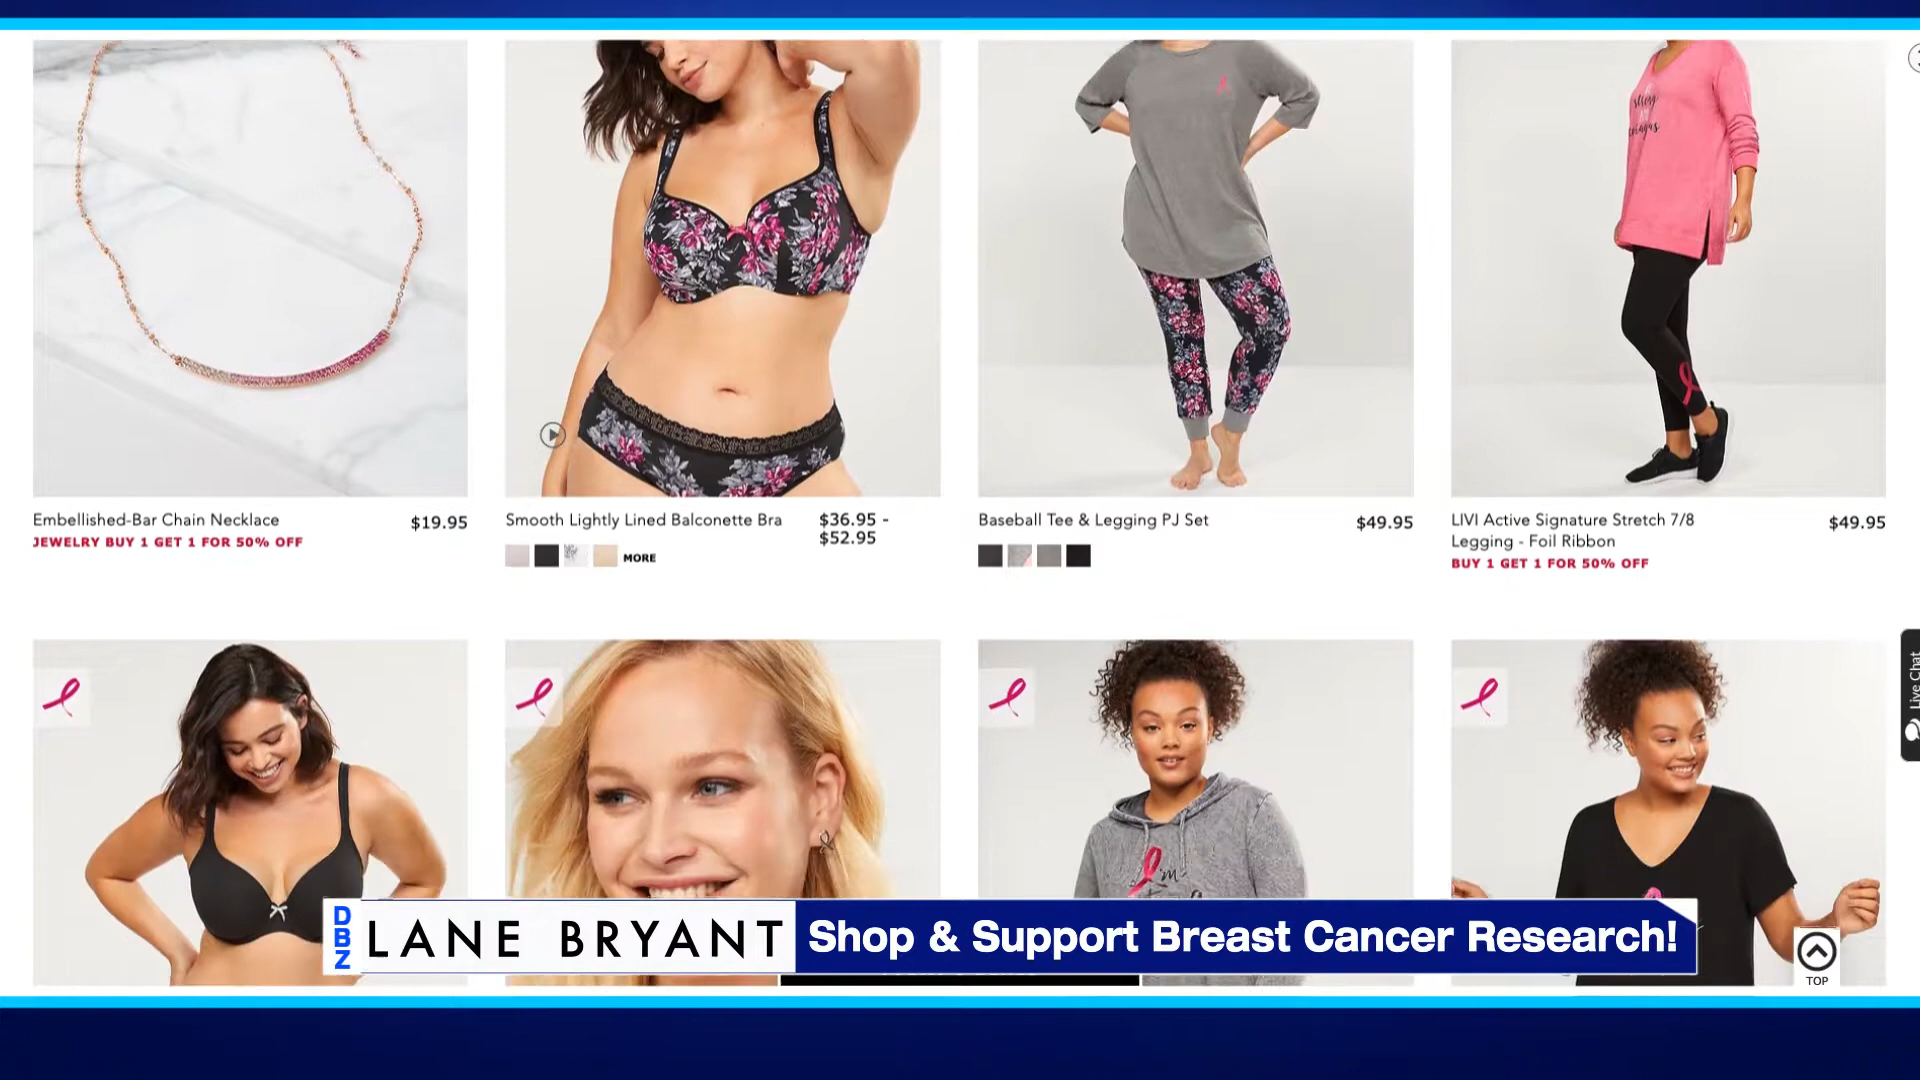 strong
Embellished-Bar Chain Necklace
$19.95
JEWELRY BUY 1 GET 1 FOR 50% OFF
Smooth Lightly Lined Balconette Bra
$36.95 -
$52.95
MORE
Baseball Tee & Legging PJ Set
$49.95
LIVI Active Signature Stretch 7/8
$49.95
Legging - Foil Ribbon
BUY 1 GET 1 FOR 50% OFF
Live Chat
I'm
DBZ
LANE BRYANT
Shop & Support Breast Cancer Research!
TOP